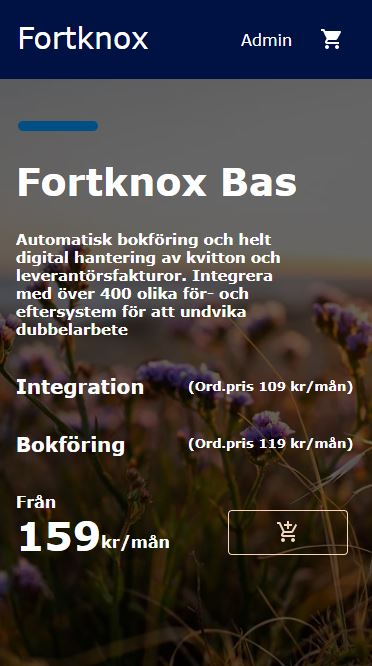 Fortknox
Admin
Fortknox Bas
Automatisk bokföring och helt
digital hantering av kvitton och
leverantörsfakturor. Integrera
med över 400 olika för- och
eftersystem för att undvika
dubbelarbete
Integration (Ord.pris 109 kr/mån)
Bokföring (Ord.pris 119 kr/mån)
Från
159kr/mån